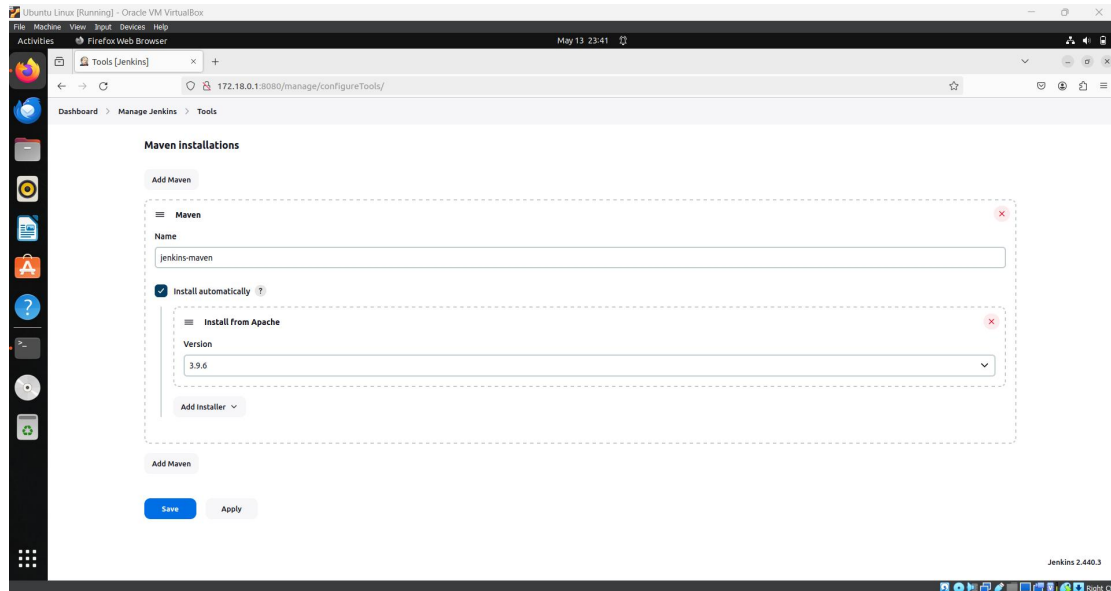 Ubuntu Linux [Running] - Oracle VM VirtualBox
File Machine View Input Devices Help
Activities Firefox Web Browser May 13 23:41
Tools [Jenkins]
172.18.0.1:8080/manage/configureTools/
Dashboard > Manage Jenkins > Tools
Maven installations
Add Maven
Maven
Name
jenkins-maven
Install automatically ?
Install from Apache
Version
3.9.6
Add Installer
Add Maven
Save Apply
Jenkins 2.440.3
Right C